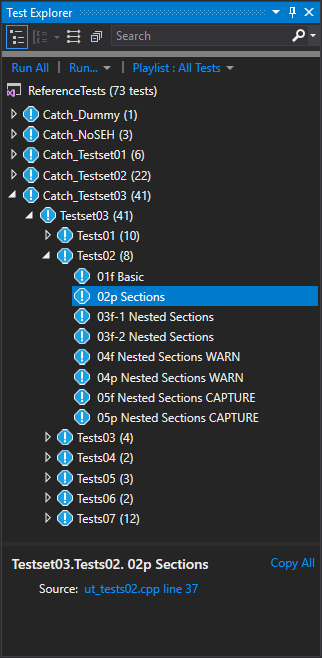 Test Explorer
Search
Run All | Run... | Playlist : All Tests
ReferenceTests (73 tests)
Catch_Dummy (1)
Catch_NoSEH (3)
Catch_Testset01 (6)
Catch_Testset02 (22)
Catch_Testset03 (41)
Testset03 (41)
Tests01 (10)
Tests02 (8)
01f Basic
02p Sections
03f-1 Nested Sections
03f-2 Nested Sections
04f Nested Sections WARN
04p Nested Sections WARN
05f Nested Sections CAPTURE
05p Nested Sections CAPTURE
Tests03 (4)
Tests04 (2)
Tests05 (3)
Tests06 (2)
Tests07 (12)
Testset03.Tests02. 02p Sections Copy All
Source: ut_tests02.cpp line 37